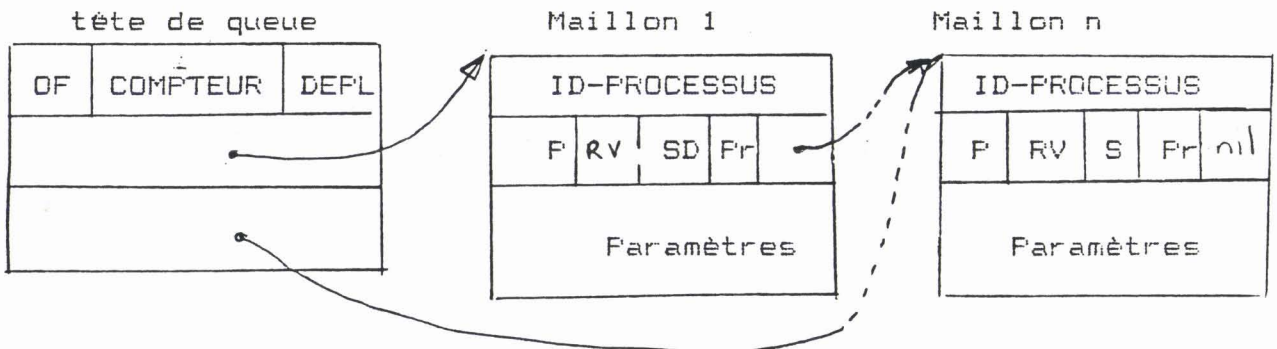 tête de queue Maillon 1 Maillon n
OF COMPTEUR DEPL ID-PROCESSUS ID-PROCESSUS
P RV SD Pr P RV S Pr nil
Paramètres Paramètres